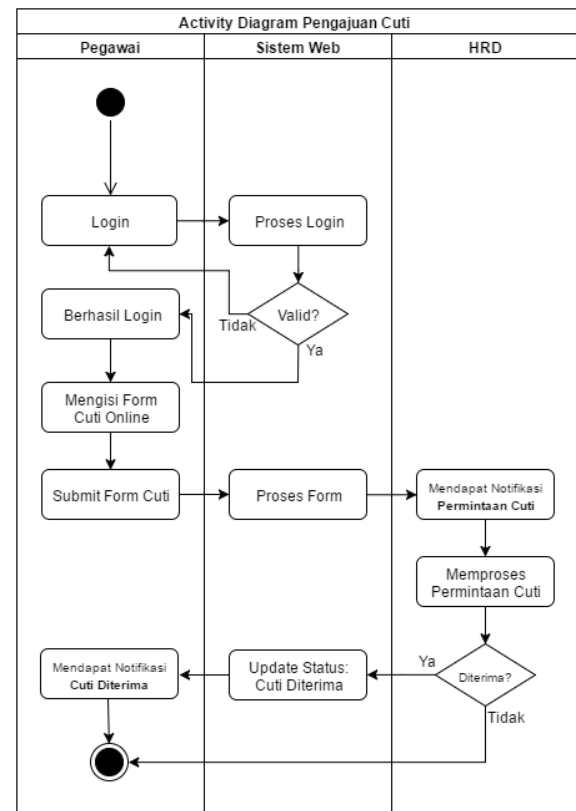 Activity Diagram Pengajuan Cuti
Pegawai
Sistem Web
HRD
Login
Proses Login
Valid?
Tidak
Ya
Berhasil Login
Mengisi Form
Cuti Online
Submit Form Cuti
Proses Form
Mendapat Notifikasi
Permintaan Cuti
Memproses
Permintaan Cuti
Diterima?
Ya
Tidak
Update Status:
Cuti Diterima
Mendapat Notifikasi
Cuti Diterima